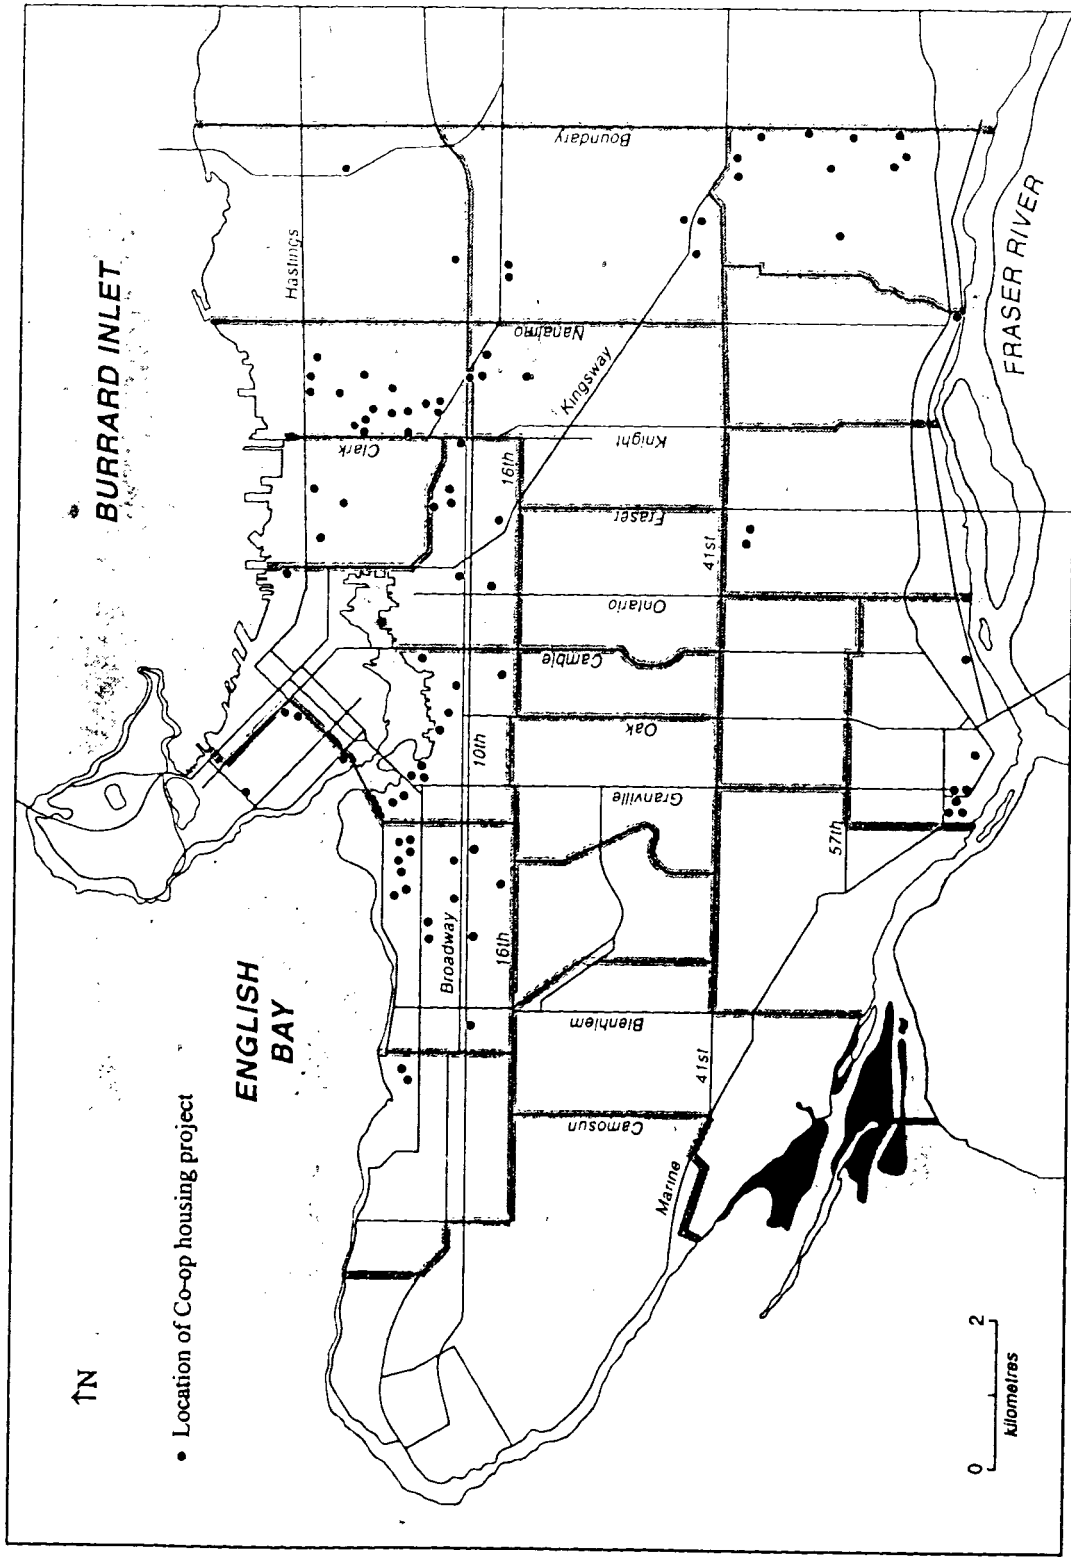 BURRARD INLET
ENGLISH
BAY
FRASER RIVER
↑N
• Location of Co-op housing project
Hastings
Boundary
Nanaimo
Kingsway
Clark
Knight
16th
Fraser
41st
Ontario
Cambie
Oak
10th
Granville
57th
Broadway
16th
Blenhiem
41st
Camosun
Marine
0 2
kilometres